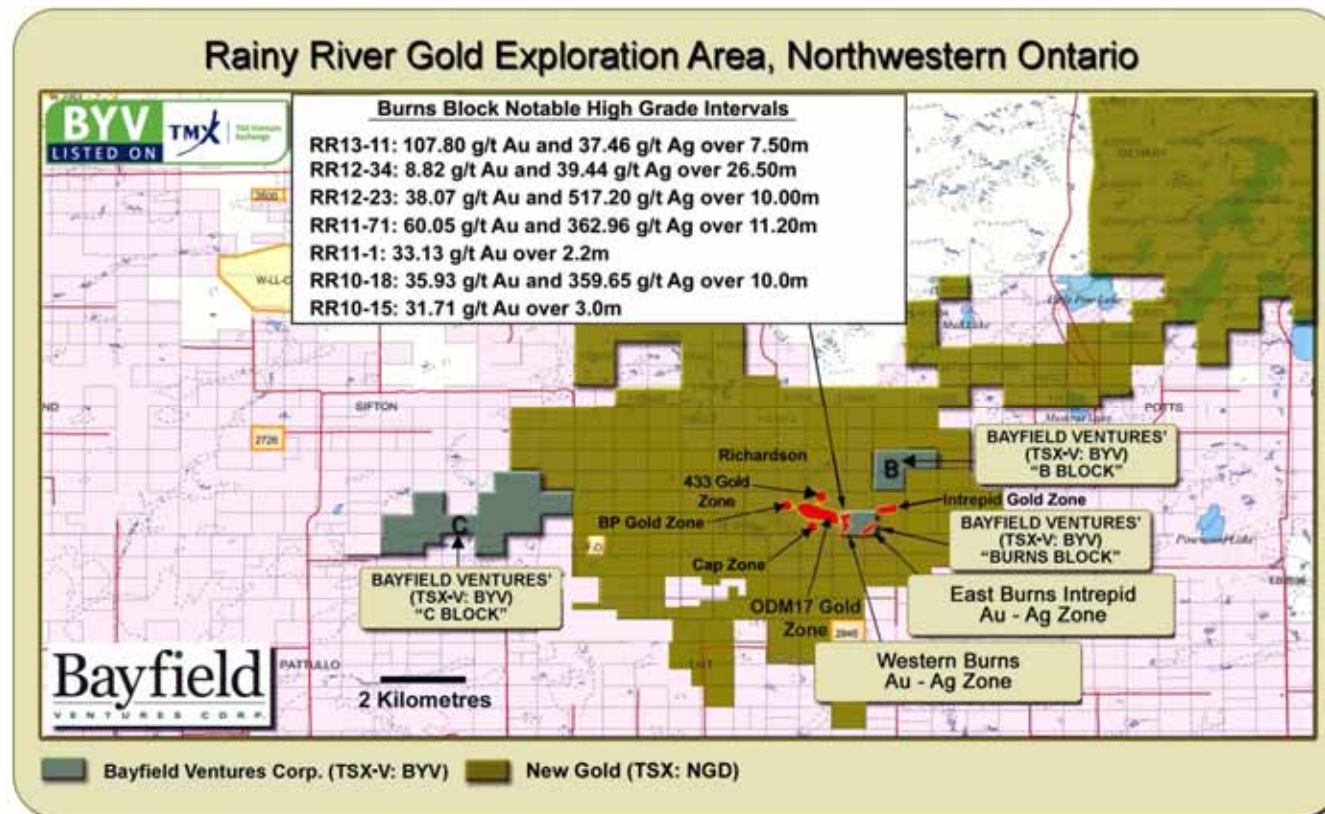 Rainy River Gold Exploration Area, Northwestern Ontario
BYV
LISTED ON
TMX
TSX Venture
Exchange
Burns Block Notable High Grade Intervals
RR13-11: 107.80 g/t Au and 37.46 g/t Ag over 7.50m
RR12-34: 8.82 g/t Au and 39.44 g/t Ag over 26.50m
RR12-23: 38.07 g/t Au and 517.20 g/t Ag over 10.00m
RR11-71: 60.05 g/t Au and 362.96 g/t Ag over 11.20m
RR11-1: 33.13 g/t Au over 2.2m
RR10-18: 35.93 g/t Au and 359.65 g/t Ag over 10.0m
RR10-15: 31.71 g/t Au over 3.0m
W-LL-C
SIFTON
POTTS
2726
Richardson
B
BAYFIELD VENTURES'
(TSX-V: BYV)
"B BLOCK"
433 Gold
Zone
BP Gold Zone
Intrepid Gold Zone
C
BAYFIELD VENTURES'
(TSX-V: BYV)
"BURNS BLOCK"
Cap Zone
BAYFIELD VENTURES'
(TSX-V: BYV)
"C BLOCK"
ODM17 Gold
Zone
East Burns Intrepid
Au - Ag Zone
Western Burns
Au - Ag Zone
PATTULLO
Bayfield
VENTURES CORP.
2 Kilometres
Bayfield Ventures Corp. (TSX-V: BYV)
New Gold (TSX: NGD)